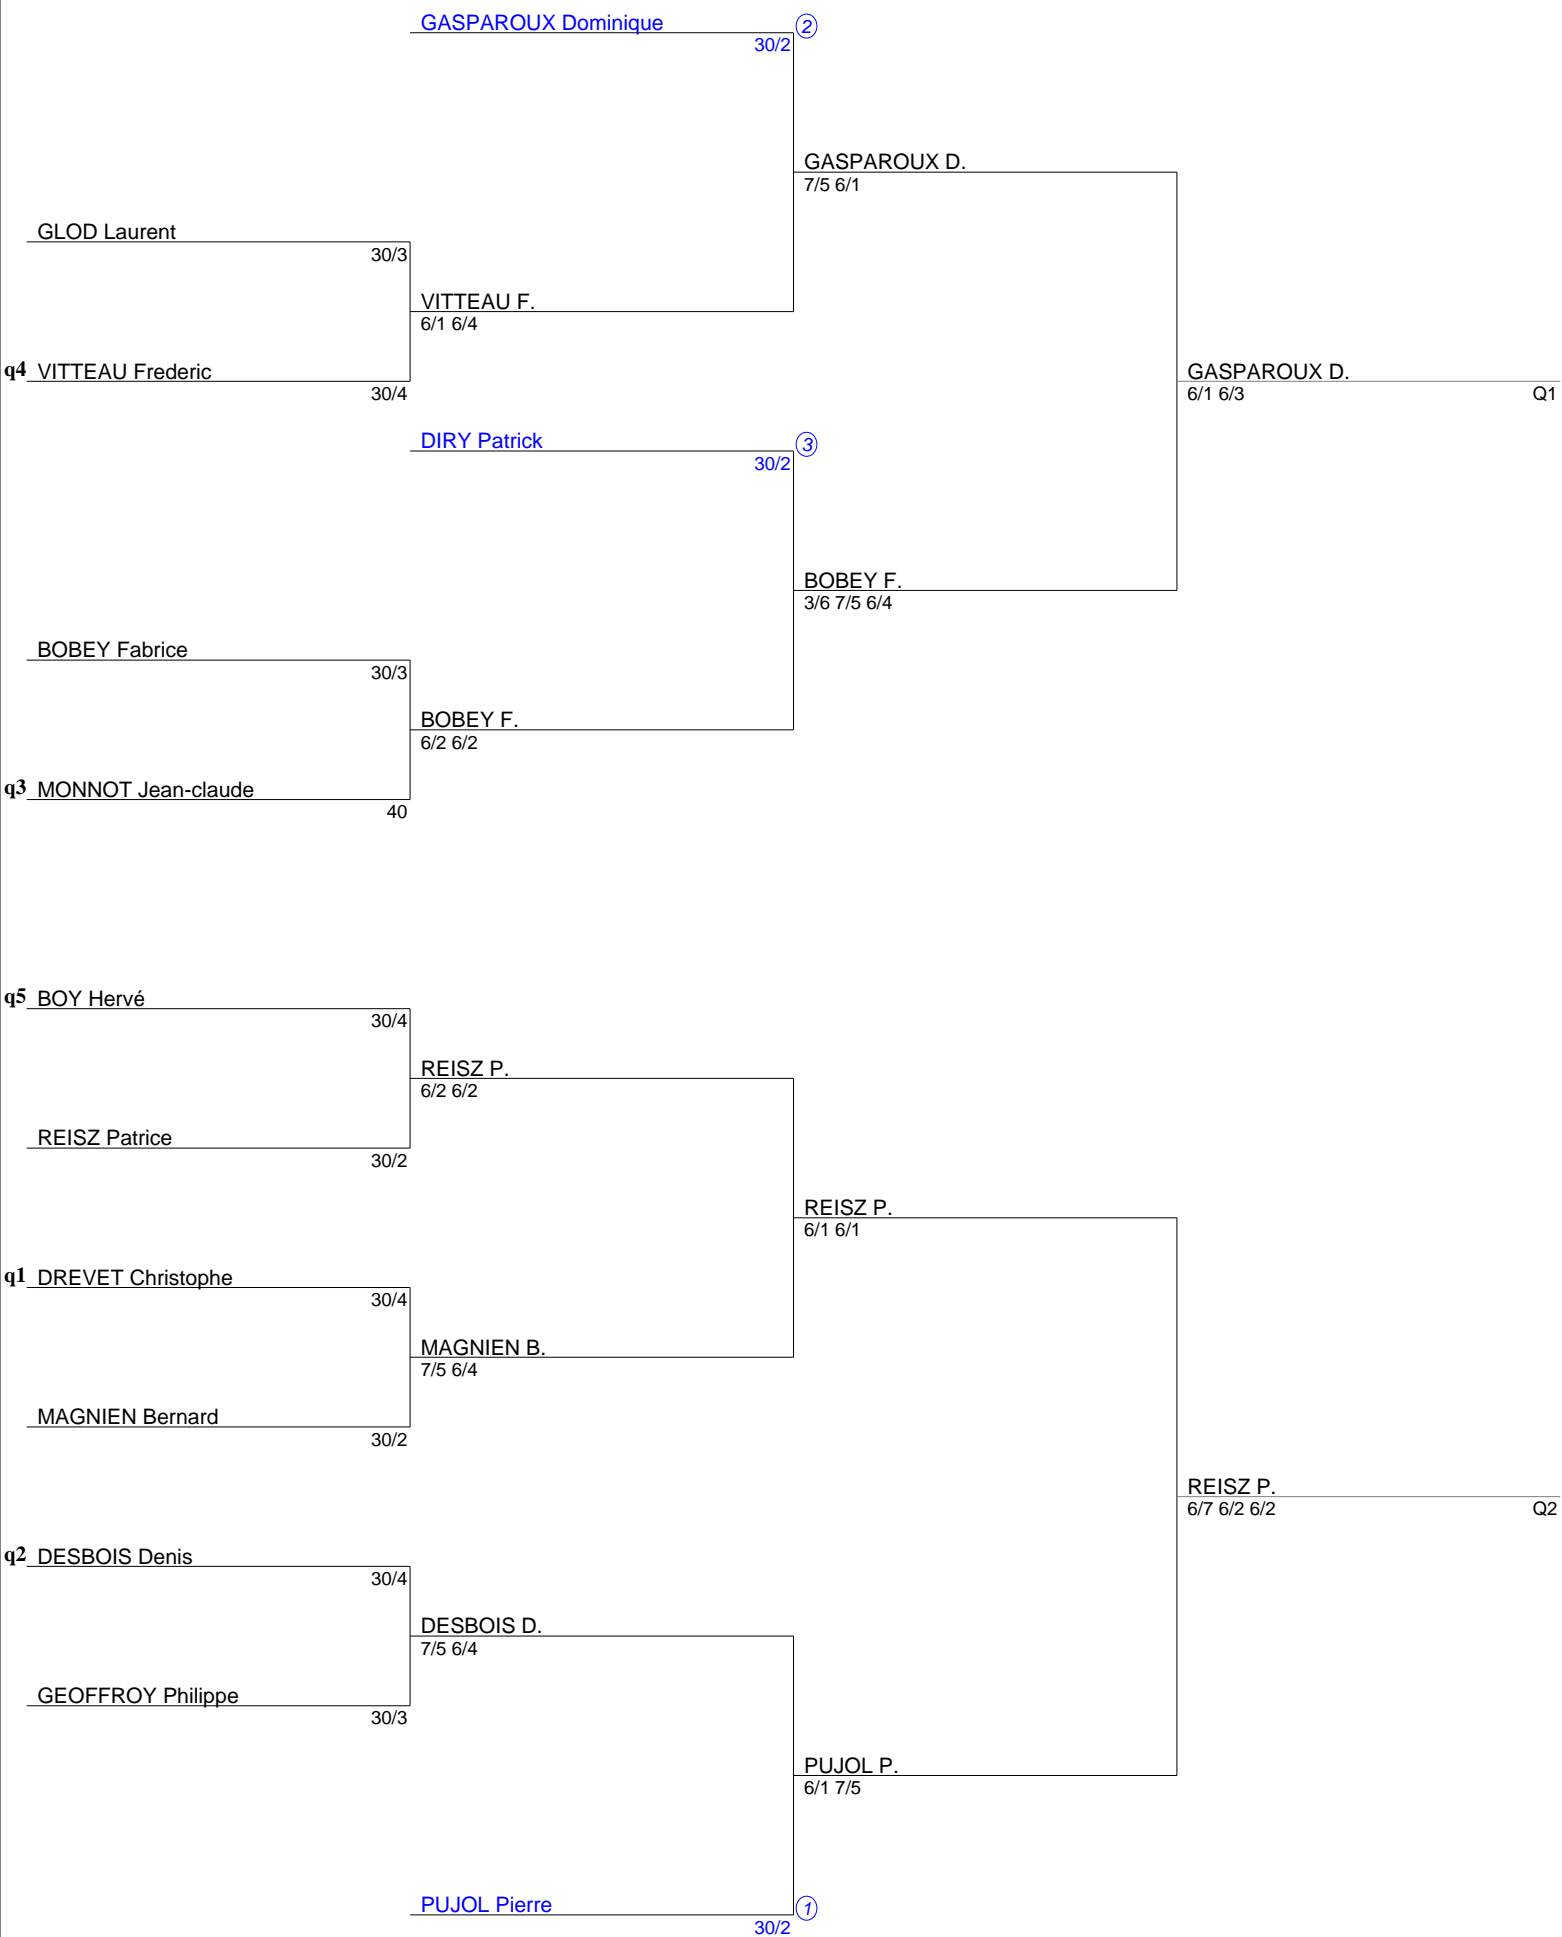 GASPAROUX Dominique 2
30/2
GASPAROUX D.
7/5 6/1
GLOD Laurent
30/3
VITTEAU F.
6/1 6/4
q4 VITTEAU Frederic
30/4
GASPAROUX D.
6/1 6/3 Q1
DIRY Patrick 3
30/2
BOBEY F.
3/6 7/5 6/4
BOBEY Fabrice
30/3
BOBEY F.
6/2 6/2
q3 MONNOT Jean-claude
40
q5 BOY Hervé
30/4
REISZ P.
6/2 6/2
REISZ Patrice
30/2
REISZ P.
6/1 6/1
q1 DREVET Christophe
30/4
MAGNIEN B.
7/5 6/4
MAGNIEN Bernard
30/2
REISZ P.
6/7 6/2 6/2 Q2
q2 DESBOIS Denis
30/4
DESBOIS D.
7/5 6/4
GEOFFROY Philippe
30/3
PUJOL P.
6/1 7/5
PUJOL Pierre 1
30/2